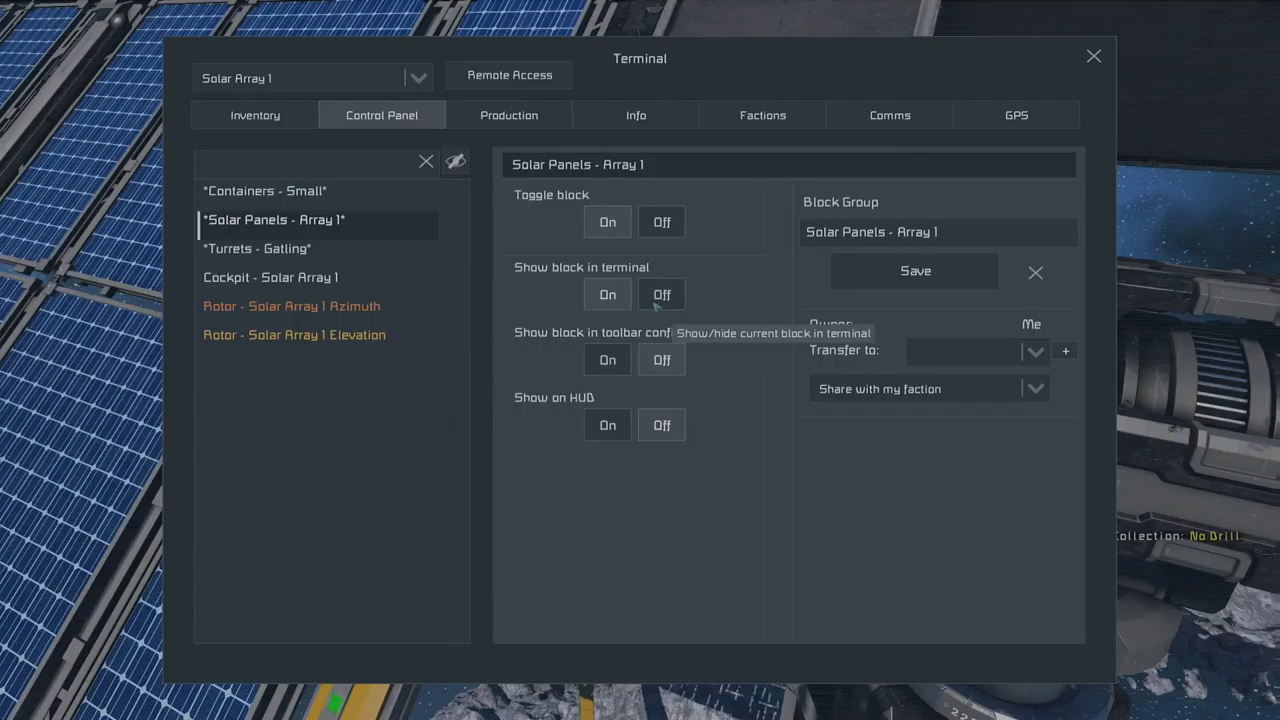 Terminal
Solar Array 1
Remote Access
Inventory
Control Panel
Production
Info
Factions
Comms
GPS
*Containers - Small*
*Solar Panels - Array 1*
*Turrets - Gatling*
Cockpit - Solar Array 1
Rotor - Solar Array 1 Azimuth
Rotor - Solar Array 1 Elevation
Solar Panels - Array 1
Toggle block
On
Off
Show block in terminal
On
Off
Show block in toolbar conf
Show/hide current block in terminal
On
Off
Show on HUD
On
Off
Block Group
Solar Panels - Array 1
Save
Owner:
Me
Transfer to:
+
Share with my faction
Collection: No Drill